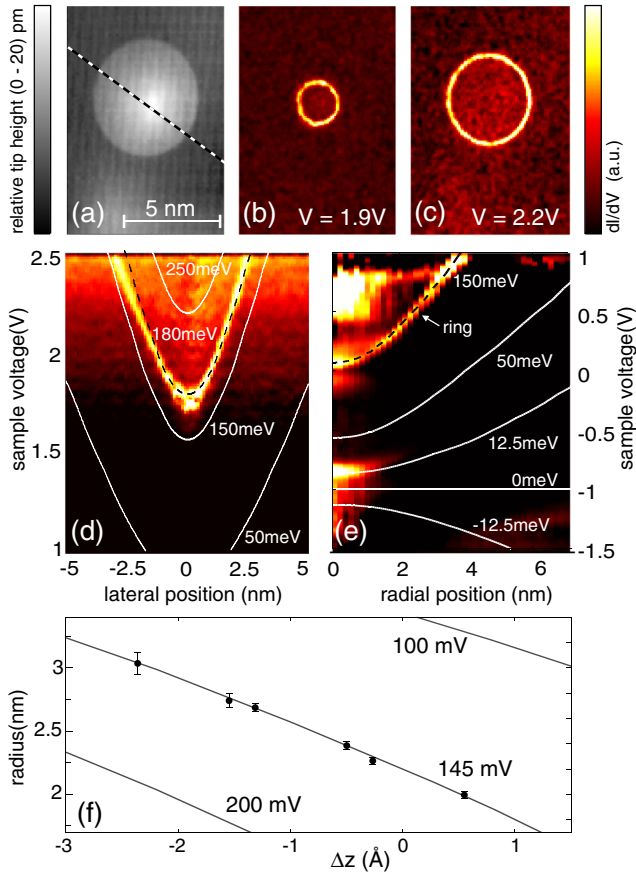 relative tip height (0 - 20) pm
(a)
5 nm
(b)
V = 1.9V
(c)
V = 2.2V
dI/dV (a.u.)
sample voltage(V)
2.5
2
1.5
1
250meV
180meV
150meV
50meV
(d)
-5
-2.5
0
2.5
5
lateral position (nm)
150meV
ring
50meV
12.5meV
0meV
-12.5meV
(e)
1
0.5
0
-0.5
-1
-1.5
sample voltage (V)
0
2
4
6
radial position (nm)
radius(nm)
3
2.5
2
100 mV
145 mV
200 mV
(f)
-3
-2
-1
0
1
Δz (Å)